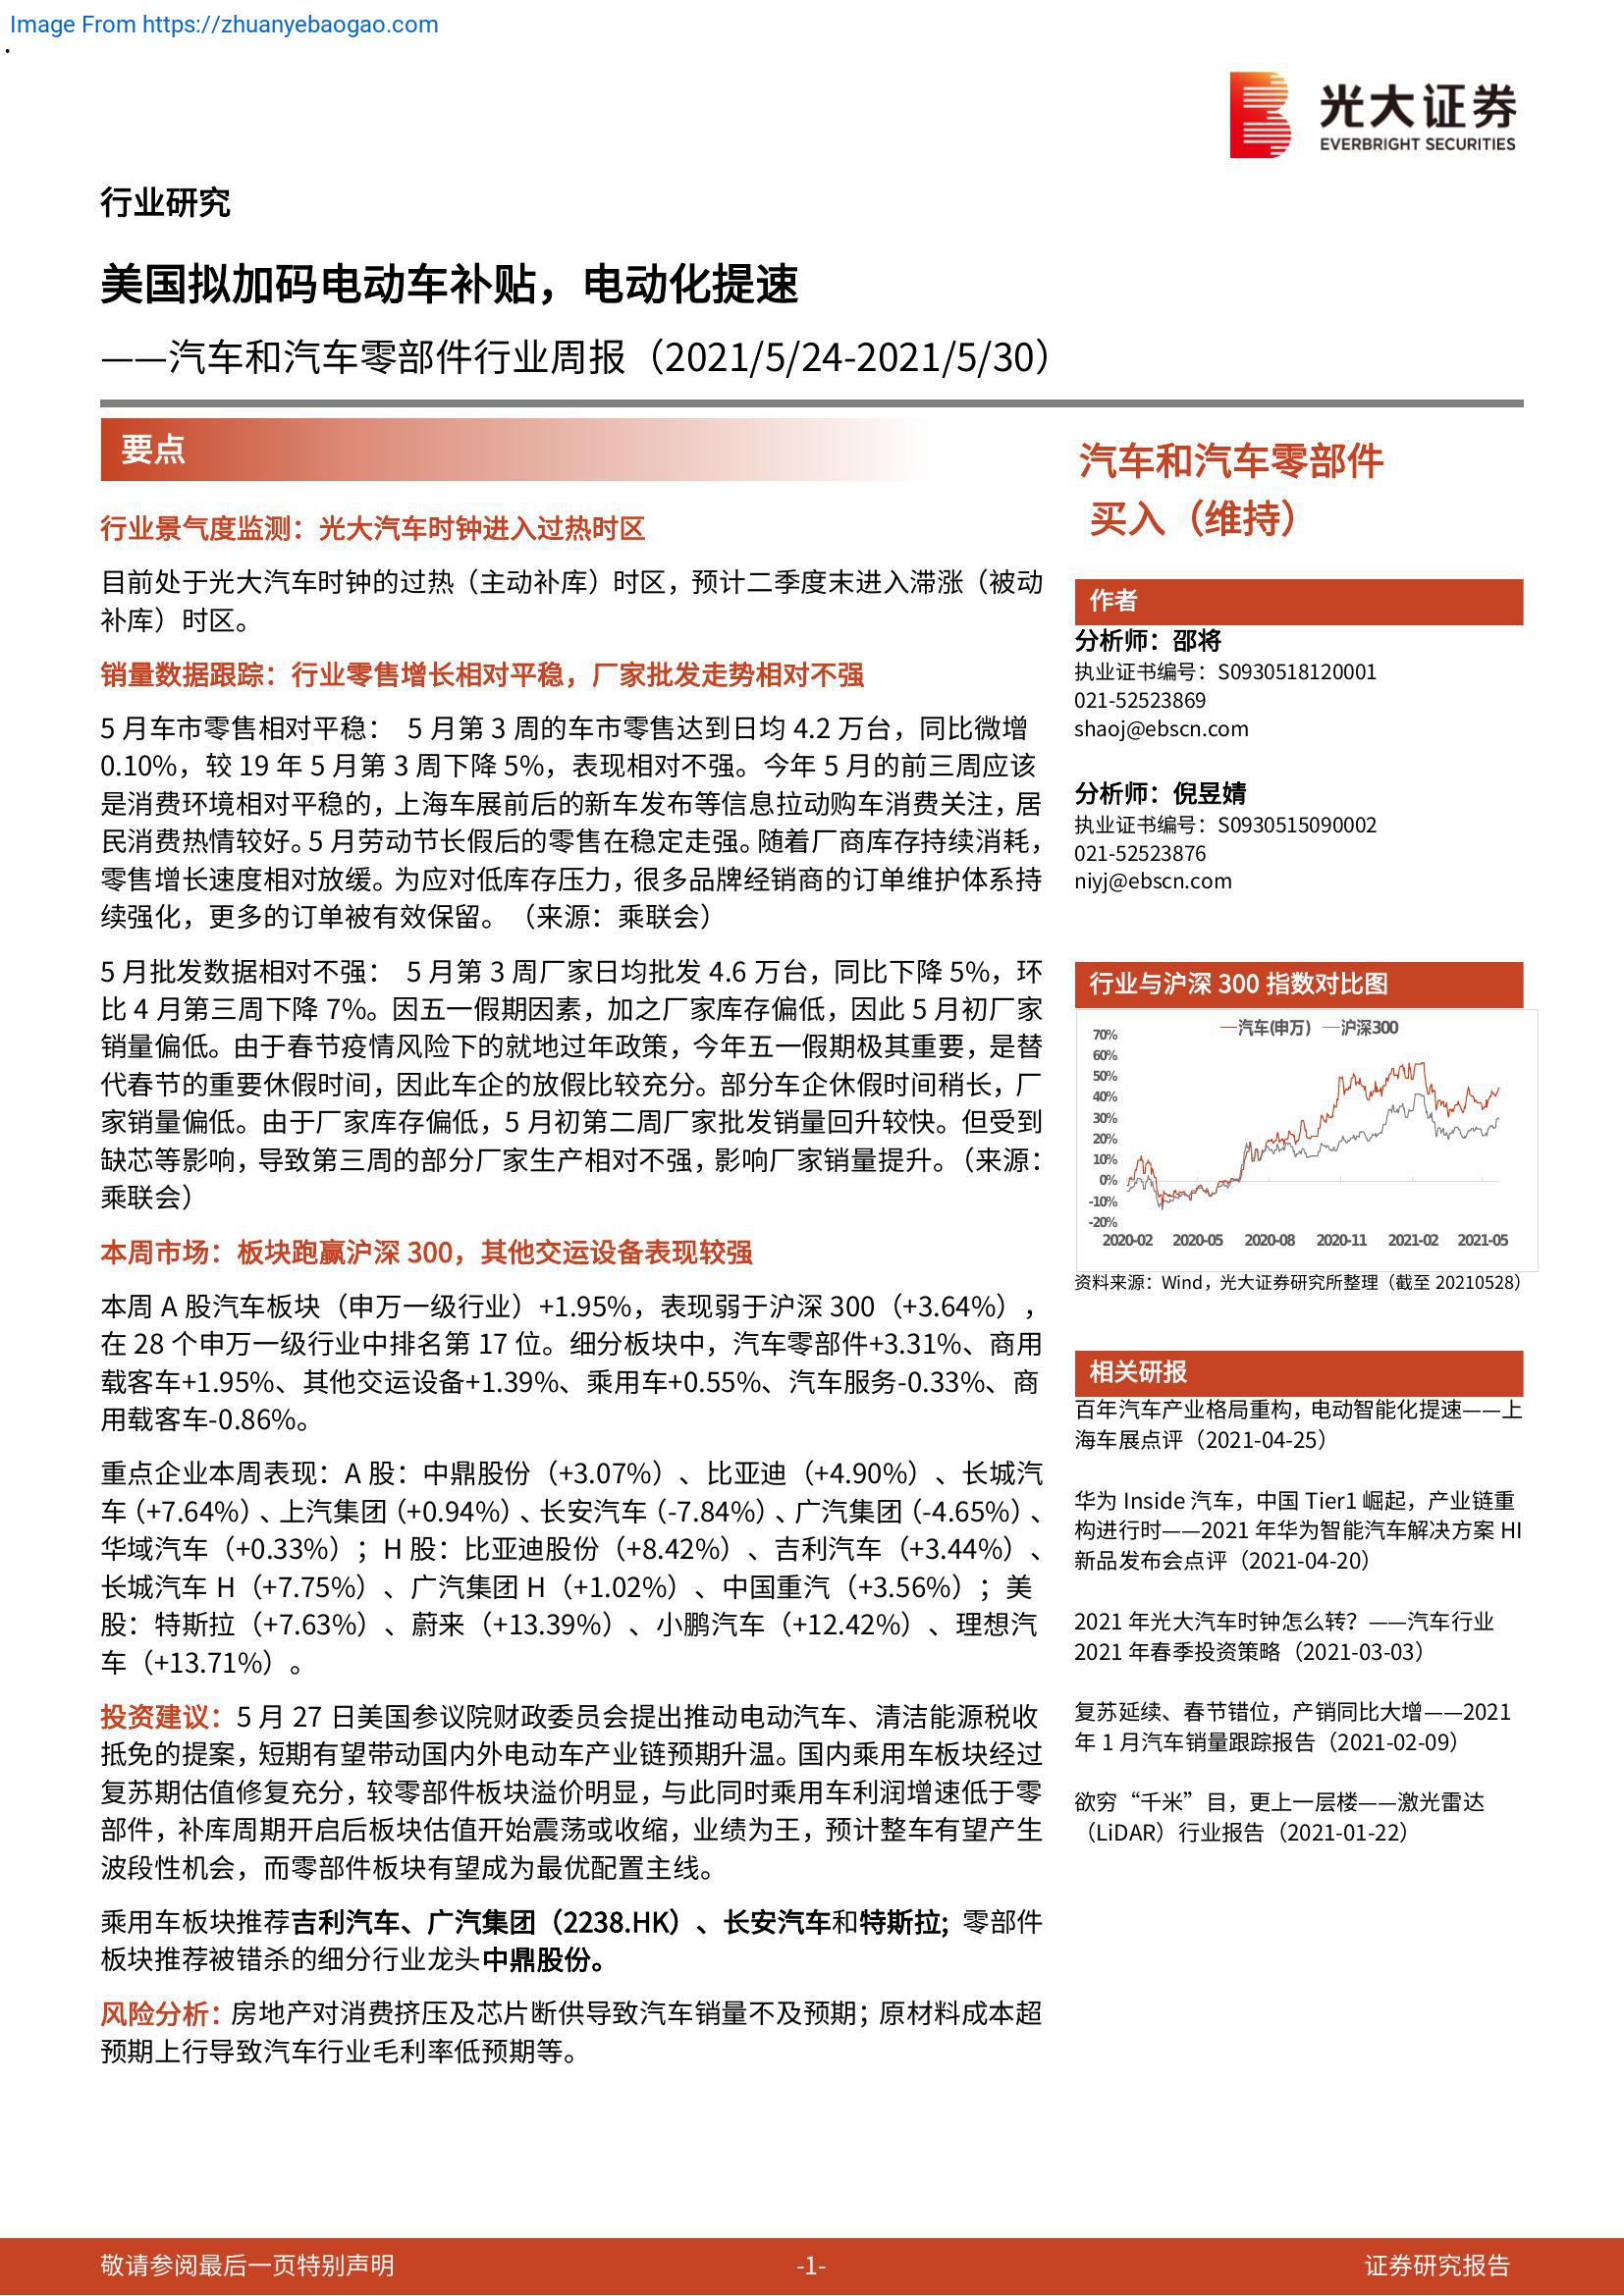 Image From https://zhuanyebaogao.com
光大证券
EVERBRIGHT SECURITIES
行业研究
美国拟加码电动车补贴，电动化提速
——汽车和汽车零部件行业周报（2021/5/24-2021/5/30）
要点
行业景气度监测：光大汽车时钟进入过热时区
目前处于光大汽车时钟的过热（主动补库）时区，预计二季度末进入滞涨（被动
补库）时区。
销量数据跟踪：行业零售增长相对平稳，厂家批发走势相对不强
5 月车市零售相对平稳： 5 月第 3 周的车市零售达到日均 4.2 万台，同比微增
0.10%，较 19 年 5 月第 3 周下降 5%，表现相对不强。今年 5 月的前三周应该
是消费环境相对平稳的，上海车展前后的新车发布等信息拉动购车消费关注，居
民消费热情较好。5 月劳动节长假后的零售在稳定走强。随着厂商库存持续消耗，
零售增长速度相对放缓。为应对低库存压力，很多品牌经销商的订单维护体系持
续强化，更多的订单被有效保留。（来源：乘联会）
5 月批发数据相对不强： 5 月第 3 周厂家日均批发 4.6 万台，同比下降 5%，环
比 4 月第三周下降 7%。因五一假期因素，加之厂家库存偏低，因此 5 月初厂家
销量偏低。由于春节疫情风险下的就地过年政策，今年五一假期极其重要，是替
代春节的重要休假时间，因此车企的放假比较充分。部分车企休假时间稍长，厂
家销量偏低。由于厂家库存偏低，5 月初第二周厂家批发销量回升较快。但受到
缺芯等影响，导致第三周的部分厂家生产相对不强，影响厂家销量提升。（来源：
乘联会）
本周市场：板块跑赢沪深 300，其他交运设备表现较强
本周 A 股汽车板块（申万一级行业）+1.95%，表现弱于沪深 300（+3.64%），
在 28 个申万一级行业中排名第 17 位。细分板块中，汽车零部件+3.31%、商用
载客车+1.95%、其他交运设备+1.39%、乘用车+0.55%、汽车服务-0.33%、商
用载客车-0.86%。
重点企业本周表现：A 股：中鼎股份（+3.07%）、比亚迪（+4.90%）、长城汽
车（+7.64%）、上汽集团（+0.94%）、长安汽车（-7.84%）、广汽集团（-4.65%）、
华域汽车（+0.33%）；H 股：比亚迪股份（+8.42%）、吉利汽车（+3.44%）、
长城汽车 H（+7.75%）、广汽集团 H（+1.02%）、中国重汽（+3.56%）；美
股：特斯拉（+7.63%）、蔚来（+13.39%）、小鹏汽车（+12.42%）、理想汽
车（+13.71%）。
投资建议：5 月 27 日美国参议院财政委员会提出推动电动汽车、清洁能源税收
抵免的提案，短期有望带动国内外电动车产业链预期升温。国内乘用车板块经过
复苏期估值修复充分，较零部件板块溢价明显，与此同时乘用车利润增速低于零
部件，补库周期开启后板块估值开始震荡或收缩，业绩为王，预计整车有望产生
波段性机会，而零部件板块有望成为最优配置主线。
乘用车板块推荐吉利汽车、广汽集团（2238.HK）、长安汽车和特斯拉; 零部件
板块推荐被错杀的细分行业龙头中鼎股份。
风险分析：房地产对消费挤压及芯片断供导致汽车销量不及预期；原材料成本超
预期上行导致汽车行业毛利率低预期等。
汽车和汽车零部件
买入（维持）
作者
分析师：邵将
执业证书编号：S0930518120001
021-52523869
shaoj@ebscn.com
分析师：倪昱婧
执业证书编号：S0930515090002
021-52523876
niyj@ebscn.com
行业与沪深 300 指数对比图
汽车(申万) 沪深300
70%
60%
50%
40%
30%
20%
10%
0%
-10%
-20%
2020-02 2020-05 2020-08 2020-11 2021-02 2021-05
资料来源：Wind，光大证券研究所整理（截至 20210528）
相关研报
百年汽车产业格局重构，电动智能化提速——上
海车展点评（2021-04-25）
华为 Inside 汽车，中国 Tier1 崛起，产业链重
构进行时——2021 年华为智能汽车解决方案 HI
新品发布会点评（2021-04-20）
2021 年光大汽车时钟怎么转？——汽车行业
2021 年春季投资策略（2021-03-03）
复苏延续、春节错位，产销同比大增——2021
年 1 月汽车销量跟踪报告（2021-02-09）
欲穷“千米”目，更上一层楼——激光雷达
（LiDAR）行业报告（2021-01-22）
敬请参阅最后一页特别声明
-1-
证券研究报告